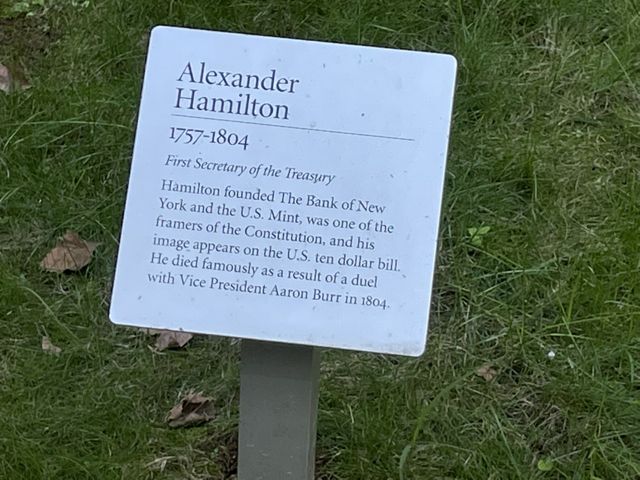 Alexander
Hamilton
1757-1804
First Secretary of the Treasury
Hamilton founded The Bank of New
York and the U.S. Mint, was one of the
framers of the Constitution, and his
image appears on the U.S. ten dollar bill.
He died famously as a result of a duel
with Vice President Aaron Burr in 1804.